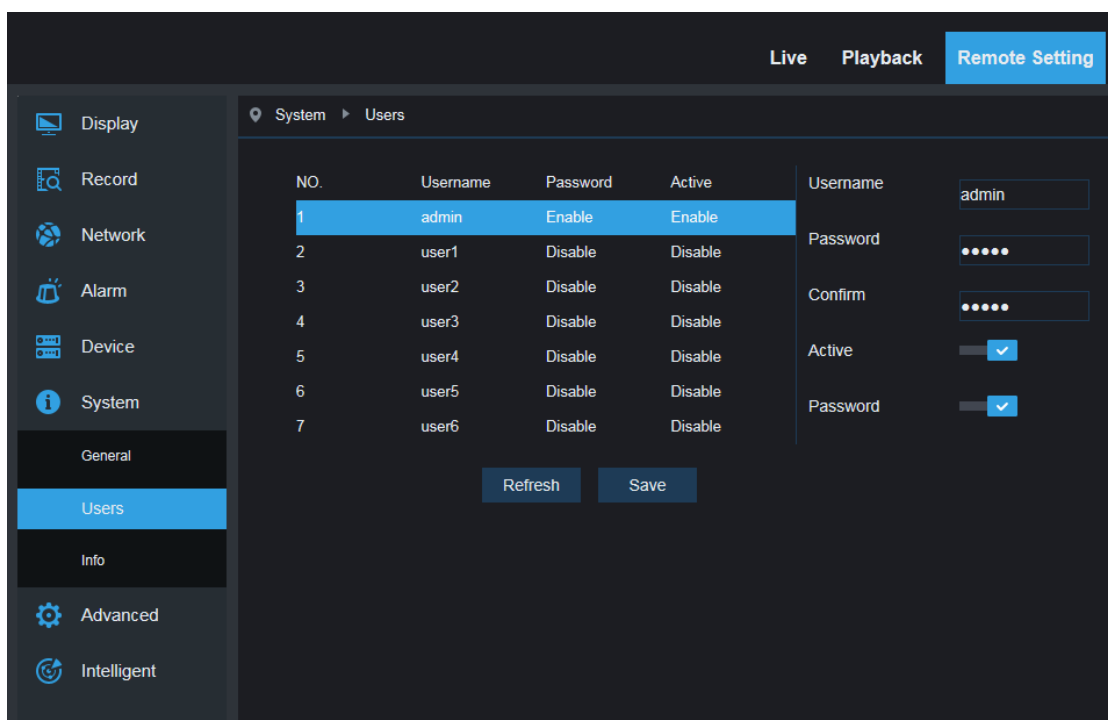 Live Playback Remote Setting
Display
Record
Network
Alarm
Device
System
General
Users
Info
Advanced
Intelligent
System Users
NO. Username Password Active
1 admin Enable Enable
2 user1 Disable Disable
3 user2 Disable Disable
4 user3 Disable Disable
5 user4 Disable Disable
6 user5 Disable Disable
7 user6 Disable Disable
Refresh Save
Username admin
Password •••••
Confirm •••••
Active
Password